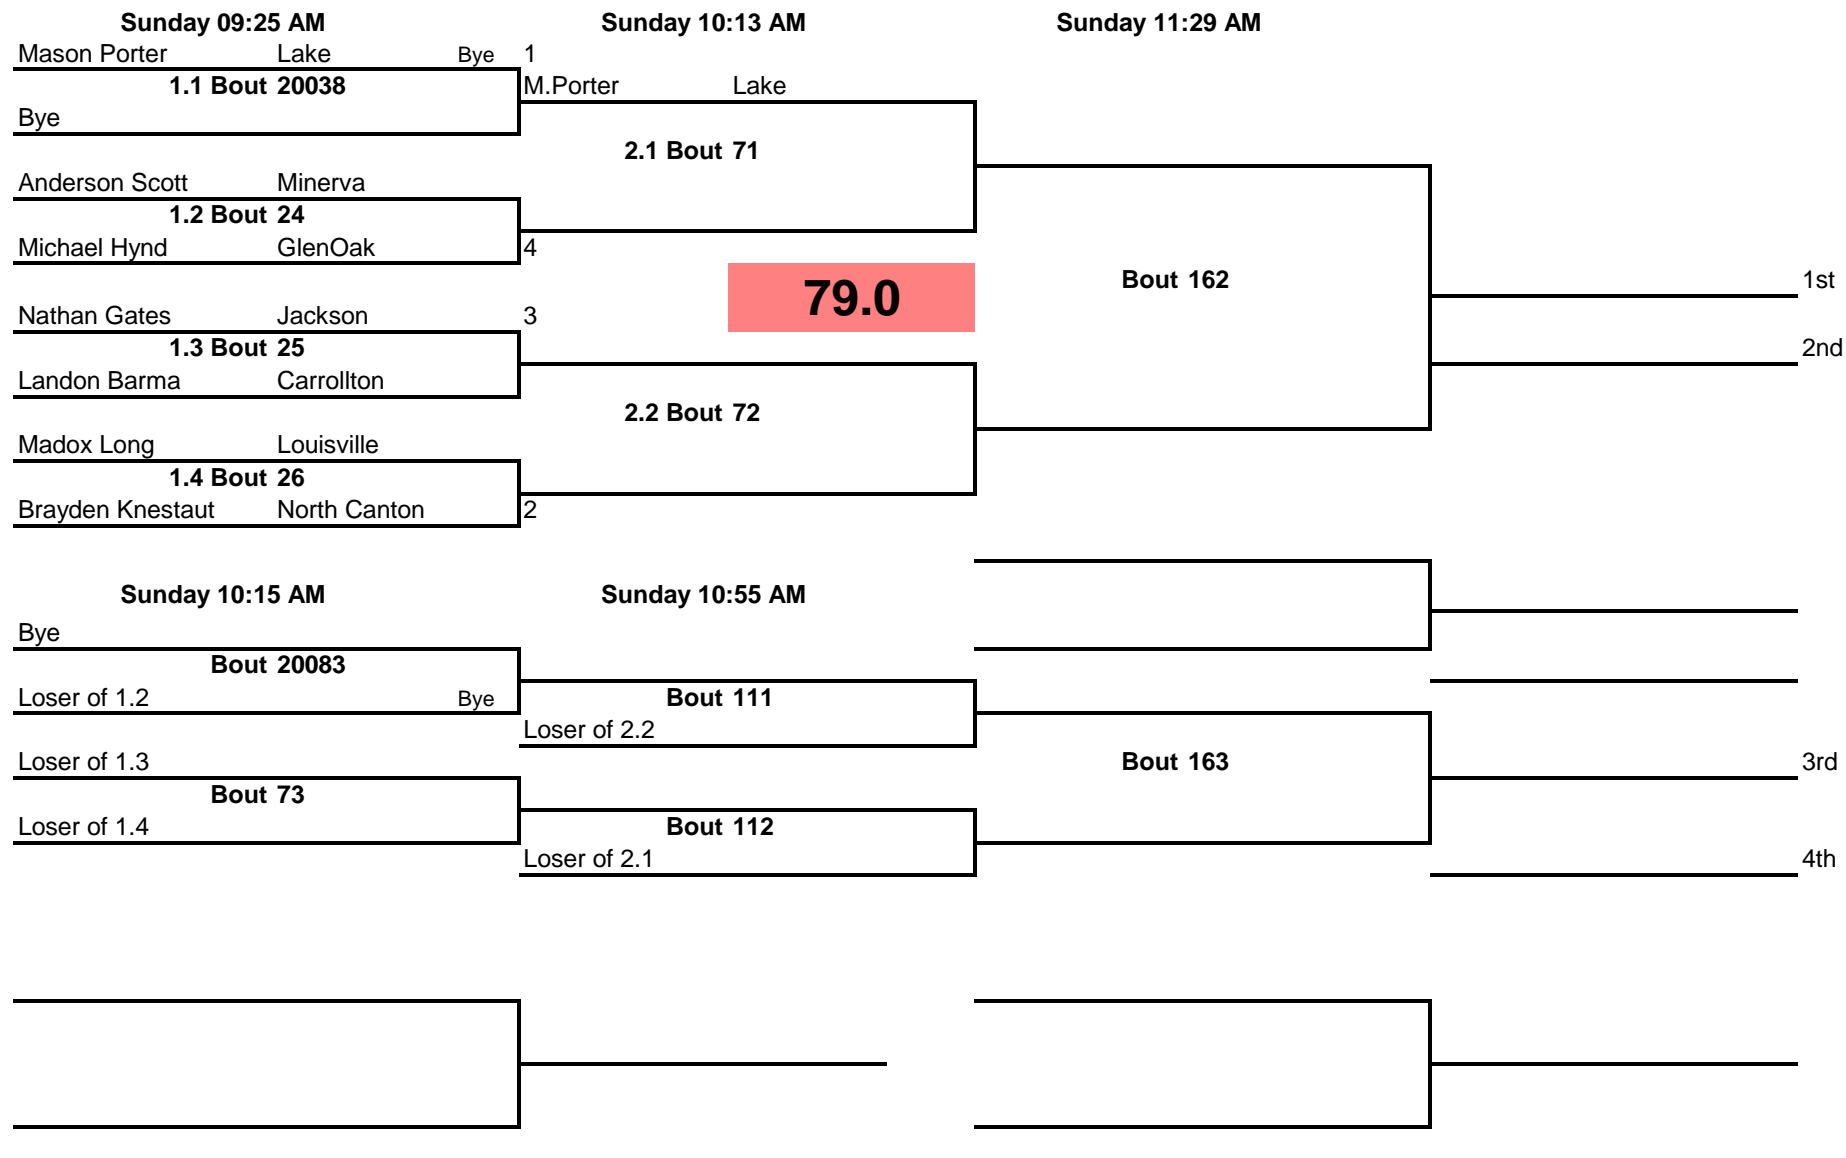 Sunday 09:25 AM Sunday 10:13 AM Sunday 11:29 AM
Mason Porter Lake Bye 1
1.1 Bout 20038 M.Porter Lake
Bye
2.1 Bout 71
Anderson Scott Minerva
1.2 Bout 24
Michael Hynd GlenOak 4
Bout 162 1st
79.0
Nathan Gates Jackson 3
1.3 Bout 25 2nd
Landon Barma Carrollton
2.2 Bout 72
Madox Long Louisville
1.4 Bout 26
Brayden Knestaut North Canton 2
Sunday 10:15 AM Sunday 10:55 AM
Bye
Bout 20083
Loser of 1.2 Bye Bout 111
Loser of 2.2
Loser of 1.3 Bout 163 3rd
Bout 73
Loser of 1.4 Bout 112
Loser of 2.1 4th